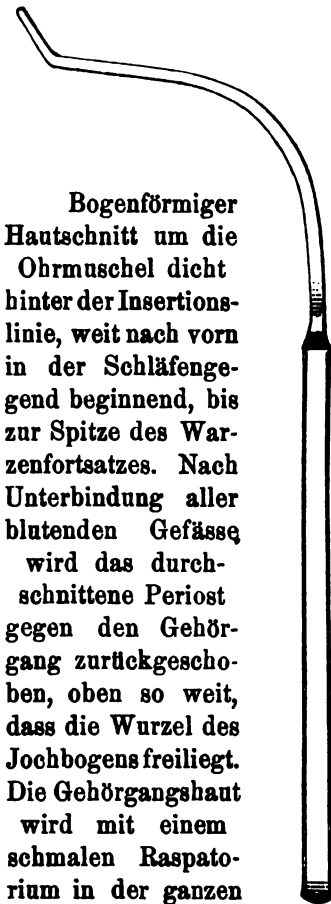 Bogenförmiger
Hautschnitt um die
Ohrmuschel dicht
hinter der Insertions-
linie, weit nach vorn
in der Schläfenge-
gend beginnend, bis
zur Spitze des War-
zenfortsatzes. Nach
Unterbindung aller
blutenden Gefässe
wird das durch-
schnittene Periost
gegen den Gehör-
gang zurückgescho-
ben, oben so weit,
dass die Wurzel des
Jochbogens freiliegt.
Die Gehörgangshaut
wird mit einem
schmalen Raspato-
rium in der ganzen